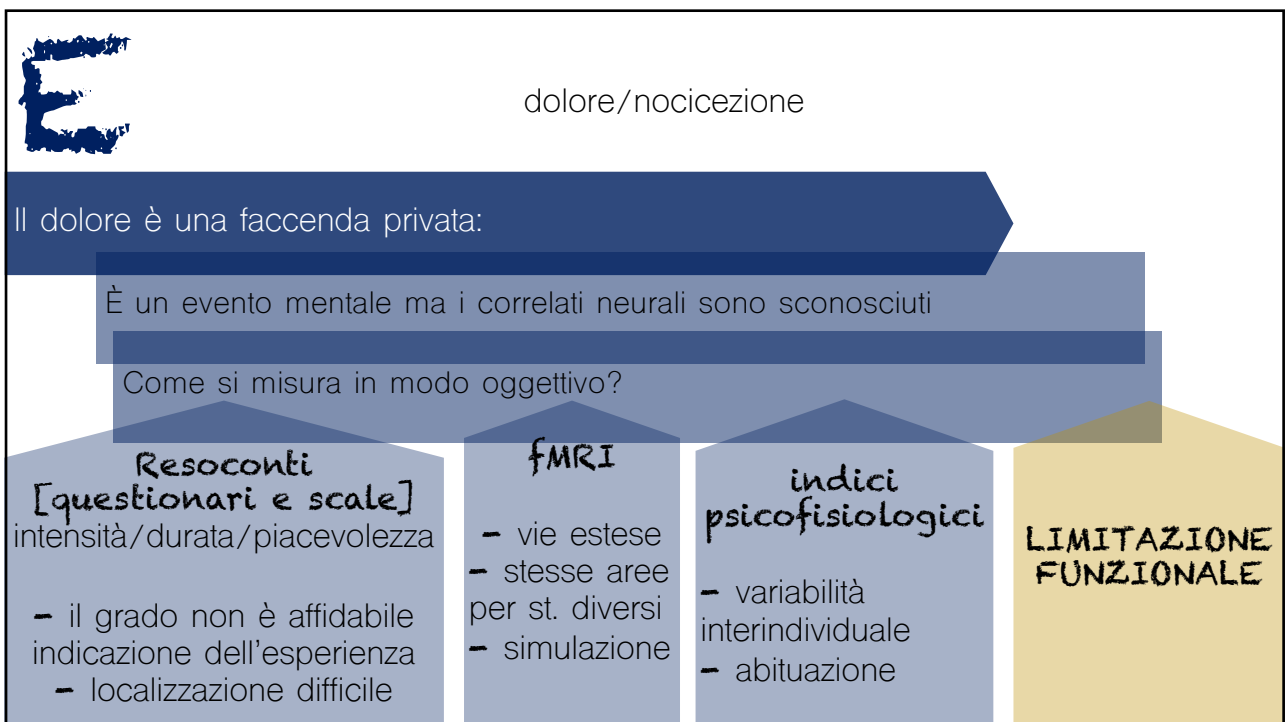 E
dolore/nocicezione
Il dolore è una faccenda privata:
È un evento mentale ma i correlati neurali sono sconosciuti
Come si misura in modo oggettivo?
Resoconti
[questionari e scale]
intensità/durata/piacevolezza
- il grado non è affidabile
indicazione dell'esperienza
- localizzazione difficile
fMRI
- vie estese
- stesse aree
per st. diversi
- simulazione
indici
psicofisiologici
- variabilità
interindividuale
- abituazione
LIMITAZIONE
FUNZIONALE